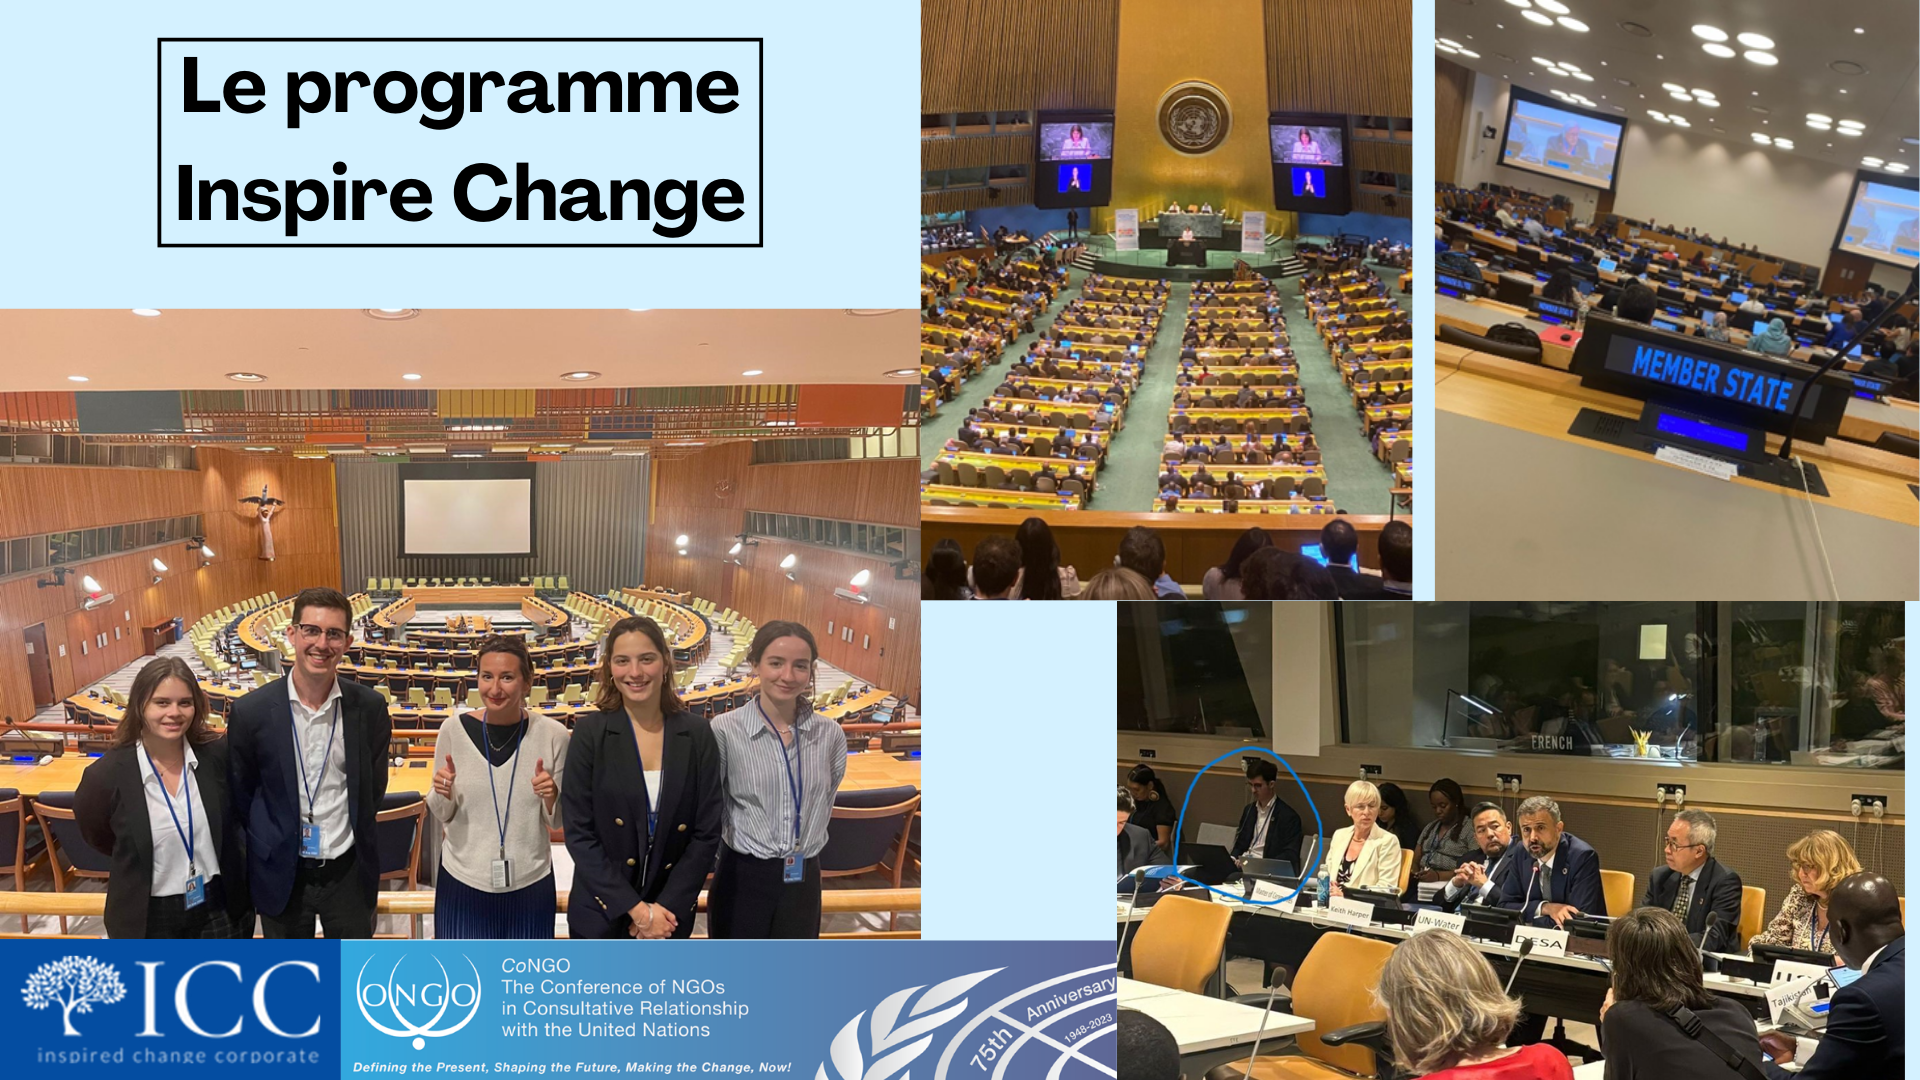 Le programme
Inspire Change
MEMBER STATE
FRENCH
Keith Harper
UN-Water
DESA
Tajikistan
ICC
inspired change corporate
CONGO
CoNGO
The Conference of NGOs
in Consultative Relationship
with the United Nations
Defining the Present, Shaping the Future, Making the Change, Now!
75th Anniversary
1948-2023